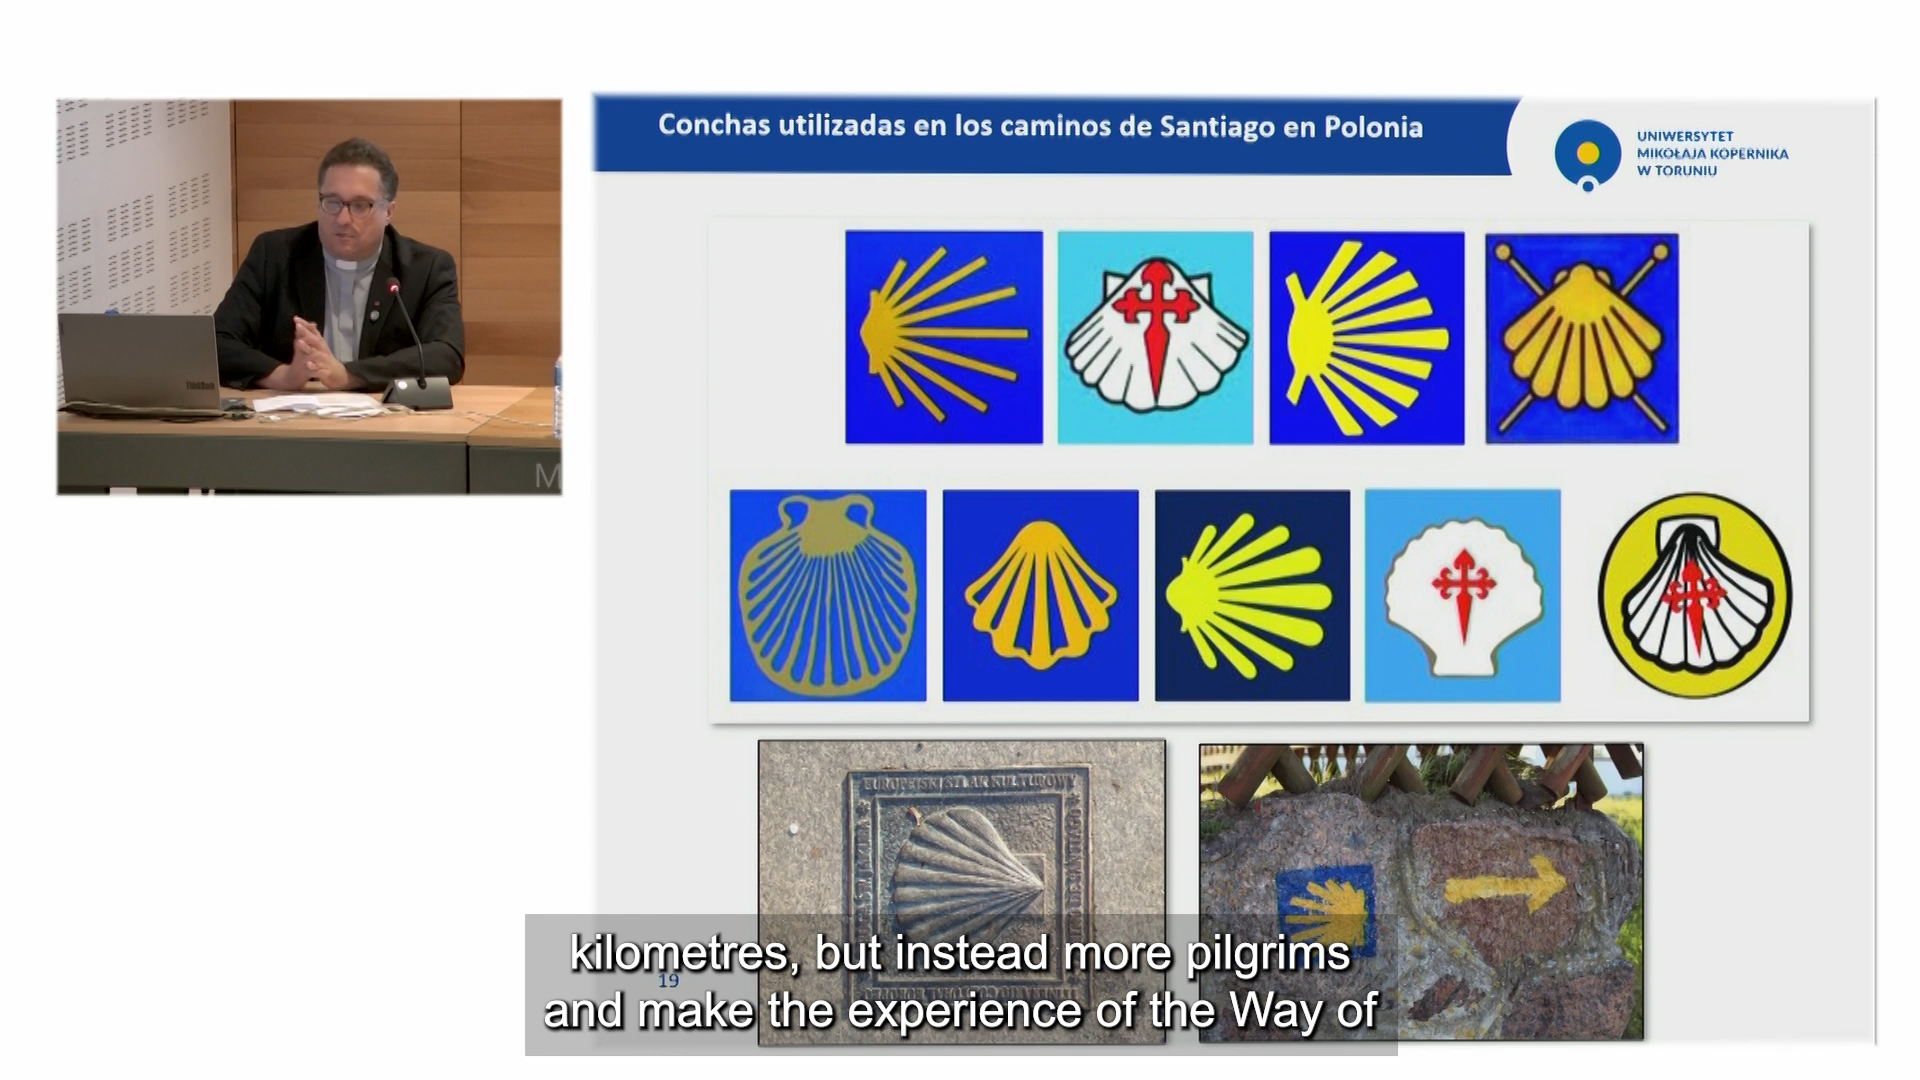 Conchas utilizadas en los caminos de Santiago en Polonia
UNIWERSYTET
MIKOŁAJA KOPERNIKA
W TORUNIU
ThinkBook
M
EUROPEJSKI SZLAK KULTUROWY
19
kilometres, but instead more pilgrims
and make the experience of the Way of